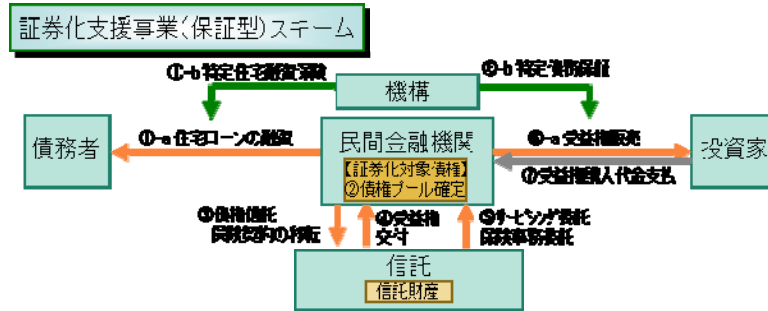 証券化支援事業(保証型)スキーム
①-b 特定住宅融資保険
⑥-b 特定債務保証
機構
債務者
①-a 住宅ローンの融資
民間金融機関
【証券化対象債権】
②債権プール確定
⑥-a 受益権販売
⑦受益権購入代金支払
投資家
③債権信託
保険契約の移転
④受益権
交付
⑤サービシング委託
保険事務委託
信託
信託財産